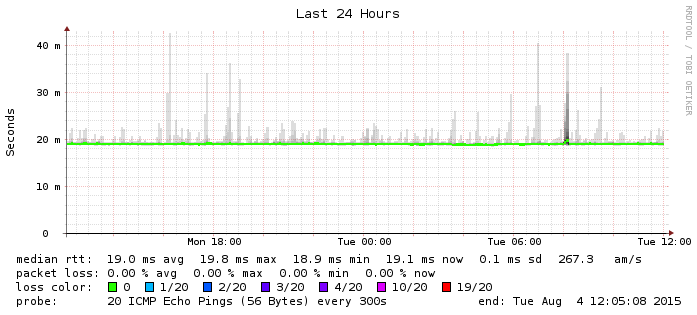 Last 24 Hours
RRDTOOL / TOBI OETIKER
Seconds
40 m
30 m
20 m
10 m
0
Mon 18:00 Tue 00:00 Tue 06:00 Tue 12:00
median rtt: 19.0 ms avg 19.8 ms max 18.9 ms min 19.1 ms now 0.1 ms sd 267.3 am/s
packet loss: 0.00 % avg 0.00 % max 0.00 % min 0.00 % now
loss color: 0 1/20 2/20 3/20 4/20 10/20 19/20
probe: 20 ICMP Echo Pings (56 Bytes) every 300s end: Tue Aug 4 12:05:08 2015